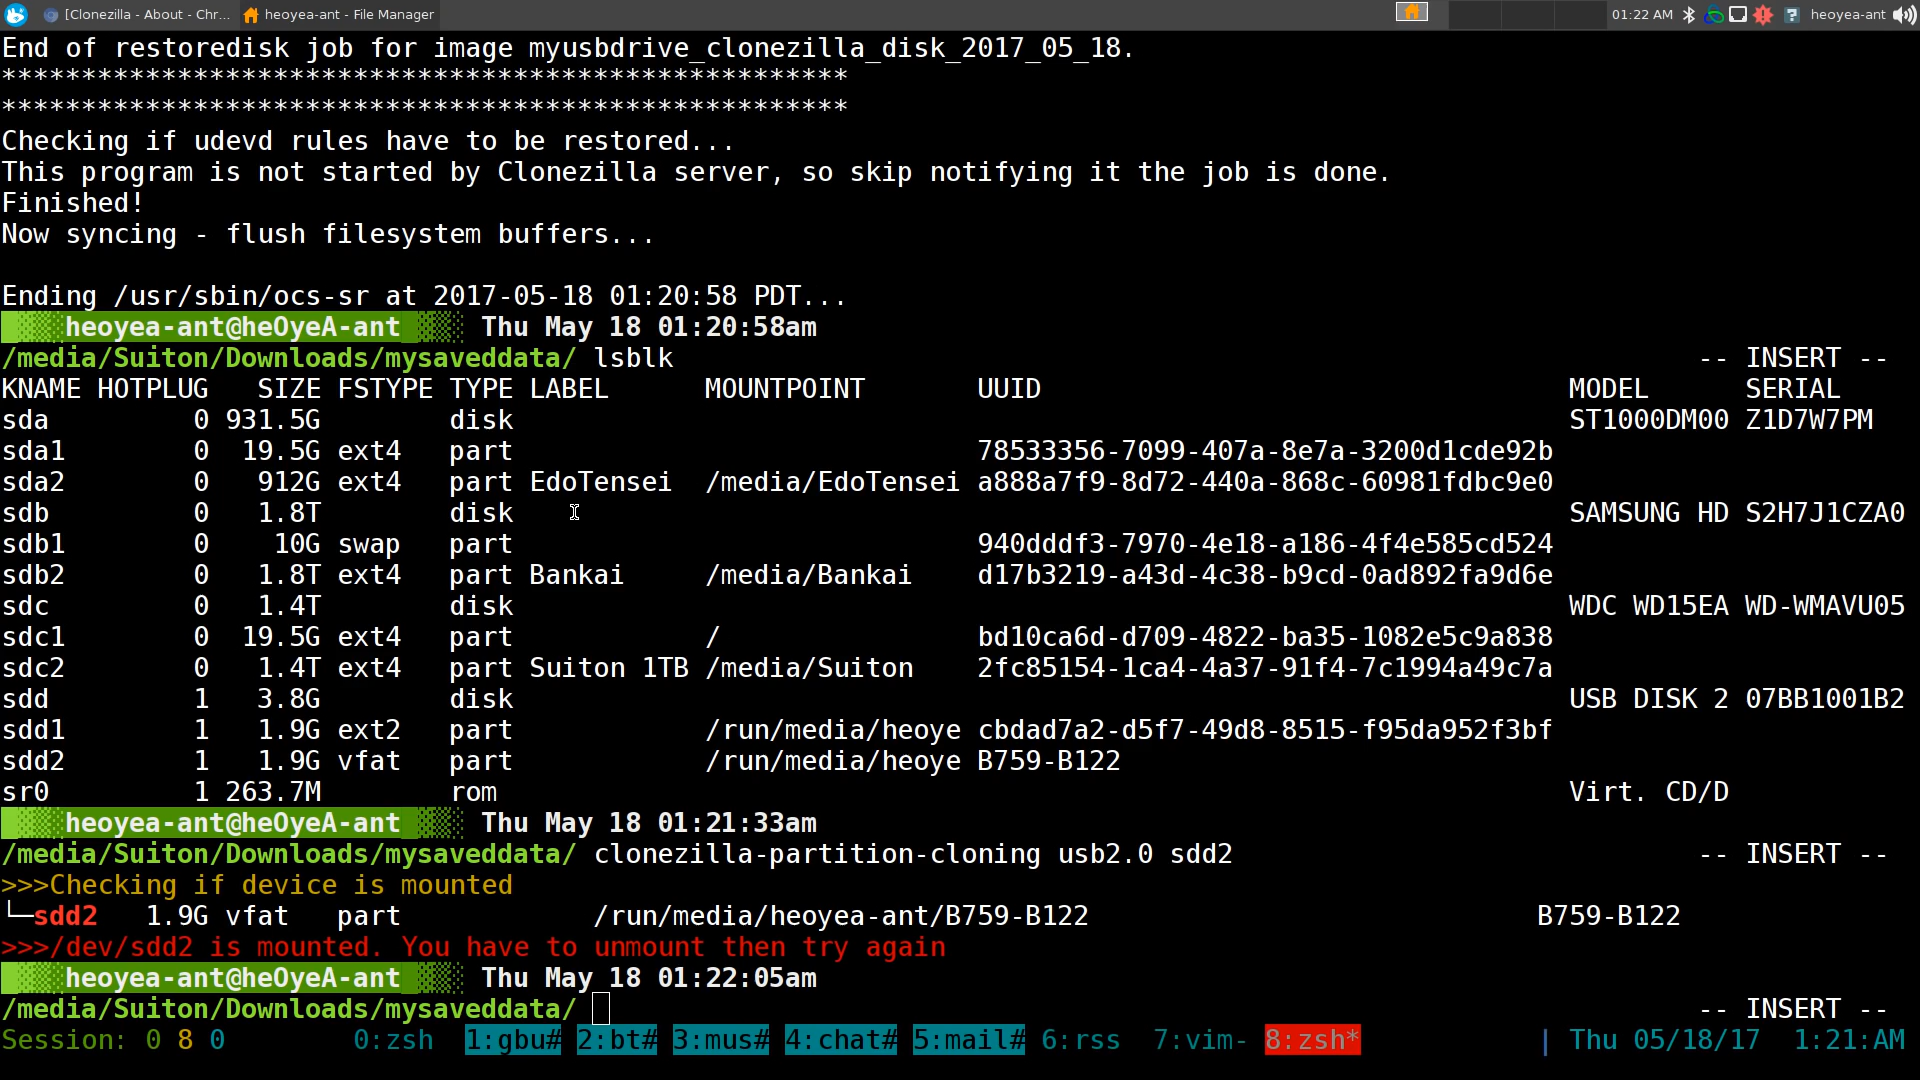 [Clonezilla - About - Chr... heoyea-ant - File Manager 01:22 AM heoyea-ant
End of restoredisk job for image myusbdrive_clonezilla_disk_2017_05_18.
*****************************************************
*****************************************************
Checking if udevd rules have to be restored...
This program is not started by Clonezilla server, so skip notifying it the job is done.
Finished!
Now syncing - flush filesystem buffers...
Ending /usr/sbin/ocs-sr at 2017-05-18 01:20:58 PDT...
heoyea-ant@heOyeA-ant Thu May 18 01:20:58am
/media/Suiton/Downloads/mysaveddata/ lsblk -- INSERT --
KNAME HOTPLUG SIZE FSTYPE TYPE LABEL MOUNTPOINT UUID MODEL SERIAL
sda 0 931.5G disk ST1000DM00 Z1D7W7PM
sda1 0 19.5G ext4 part 78533356-7099-407a-8e7a-3200d1cde92b
sda2 0 912G ext4 part EdoTensei /media/EdoTensei a888a7f9-8d72-440a-868c-60981fdbc9e0
sdb 0 1.8T disk SAMSUNG HD S2H7J1CZA0
sdb1 0 10G swap part 940dddf3-7970-4e18-a186-4f4e585cd524
sdb2 0 1.8T ext4 part Bankai /media/Bankai d17b3219-a43d-4c38-b9cd-0ad892fa9d6e
sdc 0 1.4T disk WDC WD15EA WD-WMAVU05
sdc1 0 19.5G ext4 part / bd10ca6d-d709-4822-ba35-1082e5c9a838
sdc2 0 1.4T ext4 part Suiton 1TB /media/Suiton 2fc85154-1ca4-4a37-91f4-7c1994a49c7a
sdd 1 3.8G disk USB DISK 2 07BB1001B2
sdd1 1 1.9G ext2 part /run/media/heoye cbdad7a2-d5f7-49d8-8515-f95da952f3bf
sdd2 1 1.9G vfat part /run/media/heoye B759-B122
sr0 1 263.7M rom Virt. CD/D
heoyea-ant@heOyeA-ant Thu May 18 01:21:33am
/media/Suiton/Downloads/mysaveddata/ clonezilla-partition-cloning usb2.0 sdd2 -- INSERT --
>>>Checking if device is mounted
└─sdd2 1.9G vfat part /run/media/heoyea-ant/B759-B122 B759-B122
>>>/dev/sdd2 is mounted. You have to unmount then try again
heoyea-ant@heOyeA-ant Thu May 18 01:22:05am
/media/Suiton/Downloads/mysaveddata/ -- INSERT --
Session: 0 8 0 0:zsh 1:gbu# 2:bt# 3:mus# 4:chat# 5:mail# 6:rss 7:vim- 8:zsh* | Thu 05/18/17 1:21:AM